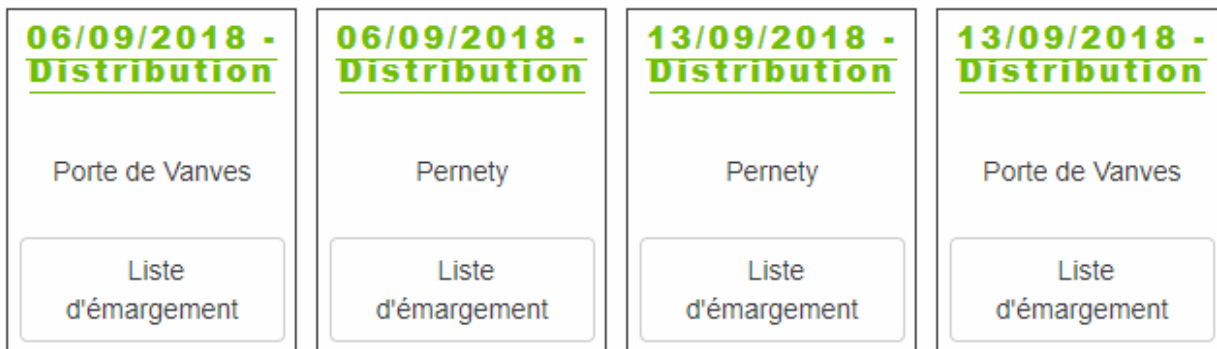 06/09/2018 -
Distribution
Porte de Vanves
Liste
d'émargement
06/09/2018 -
Distribution
Pernety
Liste
d'émargement
13/09/2018 -
Distribution
Pernety
Liste
d'émargement
13/09/2018 -
Distribution
Porte de Vanves
Liste
d'émargement